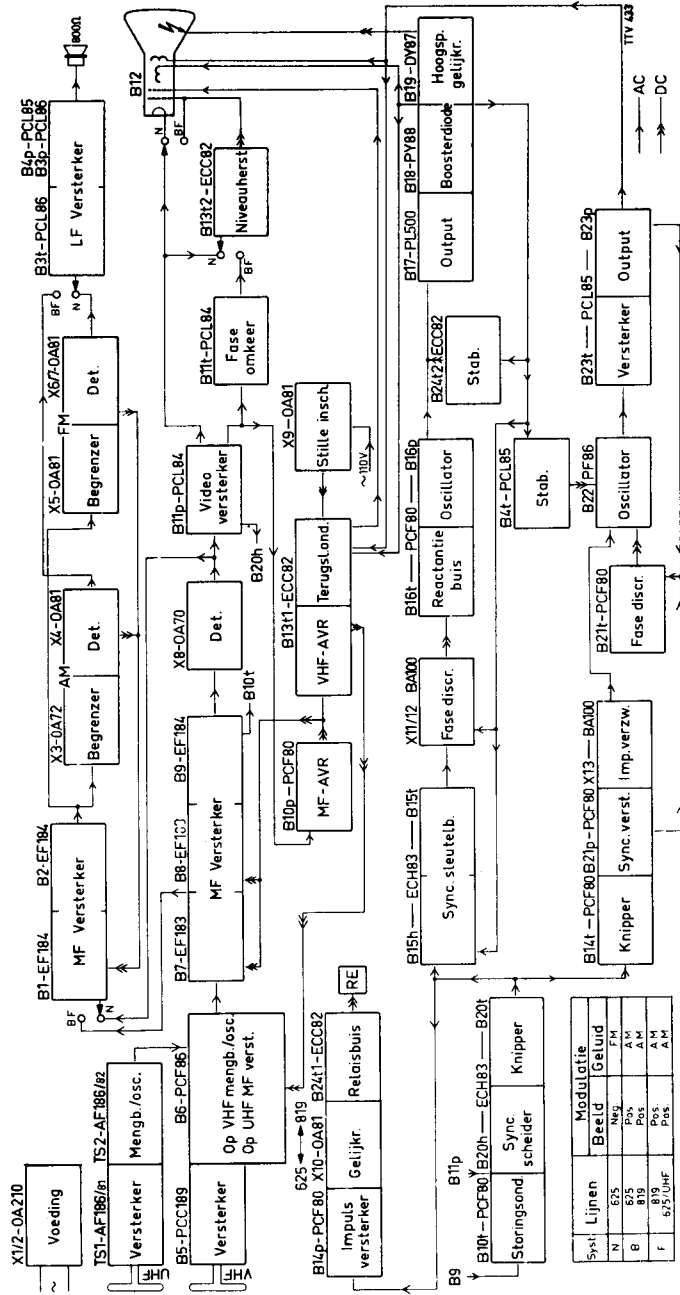 X1/2-OA210
Voeding
~
TS1-AF186/81 TS2-AF186/82
Versterker
Mengb./osc.
UHF
B5-PCC189
B6-PCF86
Versterker
Op VHF mengb./osc.
Op UHF MF verst.
VHF
625 819
B1-EF184 B2-EF184
MF Versterker
BF
N
X3-OA72
AM
X4-OA81
Begrenzer
Det.
X5-OA81
FM
X6/7-OA81
Begrenzer
Det.
BF
N
B3t-PCL86
B4p-PCL85
B3p-PCL86
LF Versterker
800Ω
B7-EF183 B8-EF183 B9-EF184
MF Versterker
B10t
X8-OA70
Det.
B11p-PCL84
Video
versterker
B20h
B11t-PCL84
Fase
omkeer
N
BF
B13t2-ECC82
Niveauherst.
N
BF
B12
B10p-PCF80
MF-AVR
B13t1-ECC82
VHF-AVR
Terugsland.
X9-OA81
Stille insch.
~110V
B14p-PCF80 X10-OA81 B24t1-ECC82
Impuls
versterker
Gelijkr.
Relaisbuis
RE
B15h — ECH83 — B15t
Sync. sleutelb.
X11/12 BA100
Fase discr.
B16t — PCF80 — B16p
Reactantie
buis
Oscillator
B24t2-ECC82
Stab.
B17-PL500 B18-PY88 B19-DY87
Output
Boosterdiode
Hoogsp.
gelijkr.
B9
B11p
B10t-PCF80 B20h-ECH83 — B20t
Storingsond.
Sync.
scheider
Knipper
B14t-PCF80 B21p-PCF80 X13 — BA100
Knipper
Sync.verst.
Imp.verzw.
B21t-PCF80
Fase discr.
B4t-PCL85
Stab.
B22-PF86
Oscillator
B23t — PCL85 — B23p
Versterker
Output
AC
DC
TTV 433
Syst. Lijnen Modulatie
Beeld Geluid
N 625 Neg. FM
B 625 Pos AM
819 Pos AM
F 819 Pos. AM
625/UHF Pos. AM